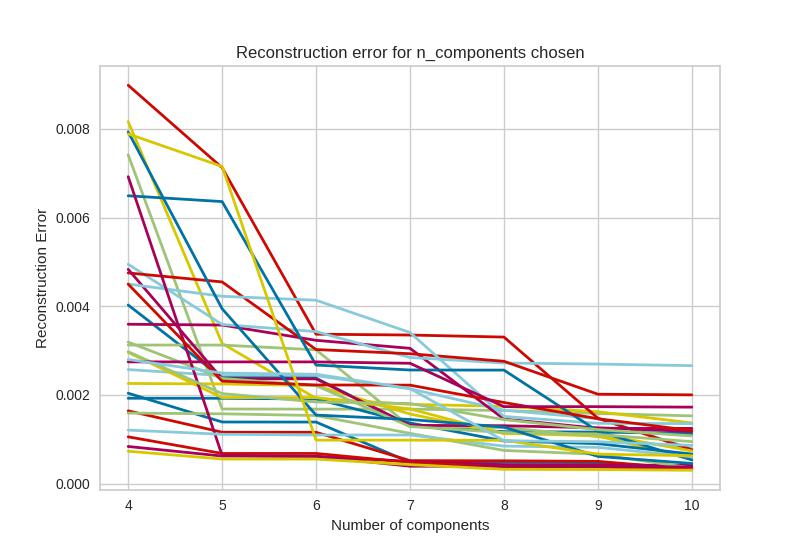 Reconstruction error for n_components chosen
Reconstruction Error
0.008
0.006
0.004
0.002
0.000
4 5 6 7 8 9 10
Number of components